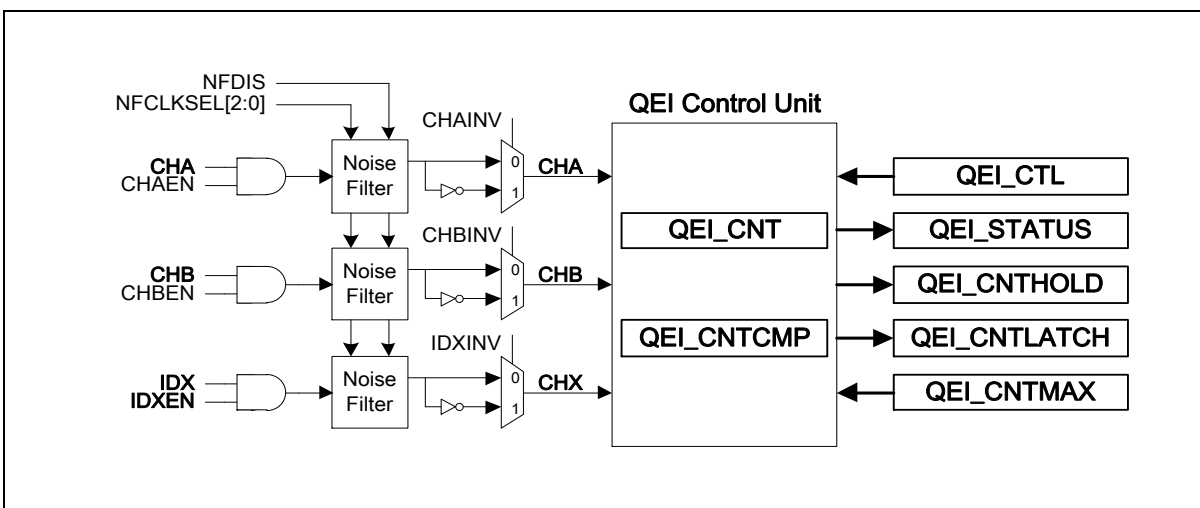 NFDIS
NFCLKSEL[2:0]
QEI Control Unit
CHAINV
CHA
CHAEN
Noise
Filter
0
1
CHA
QEI_CTL
CHBINV
QEI_CNT
QEI_STATUS
CHB
CHBEN
Noise
Filter
0
1
CHB
QEI_CNTHOLD
IDXINV
QEI_CNTCMP
QEI_CNTLATCH
IDX
IDXEN
Noise
Filter
0
1
CHX
QEI_CNTMAX